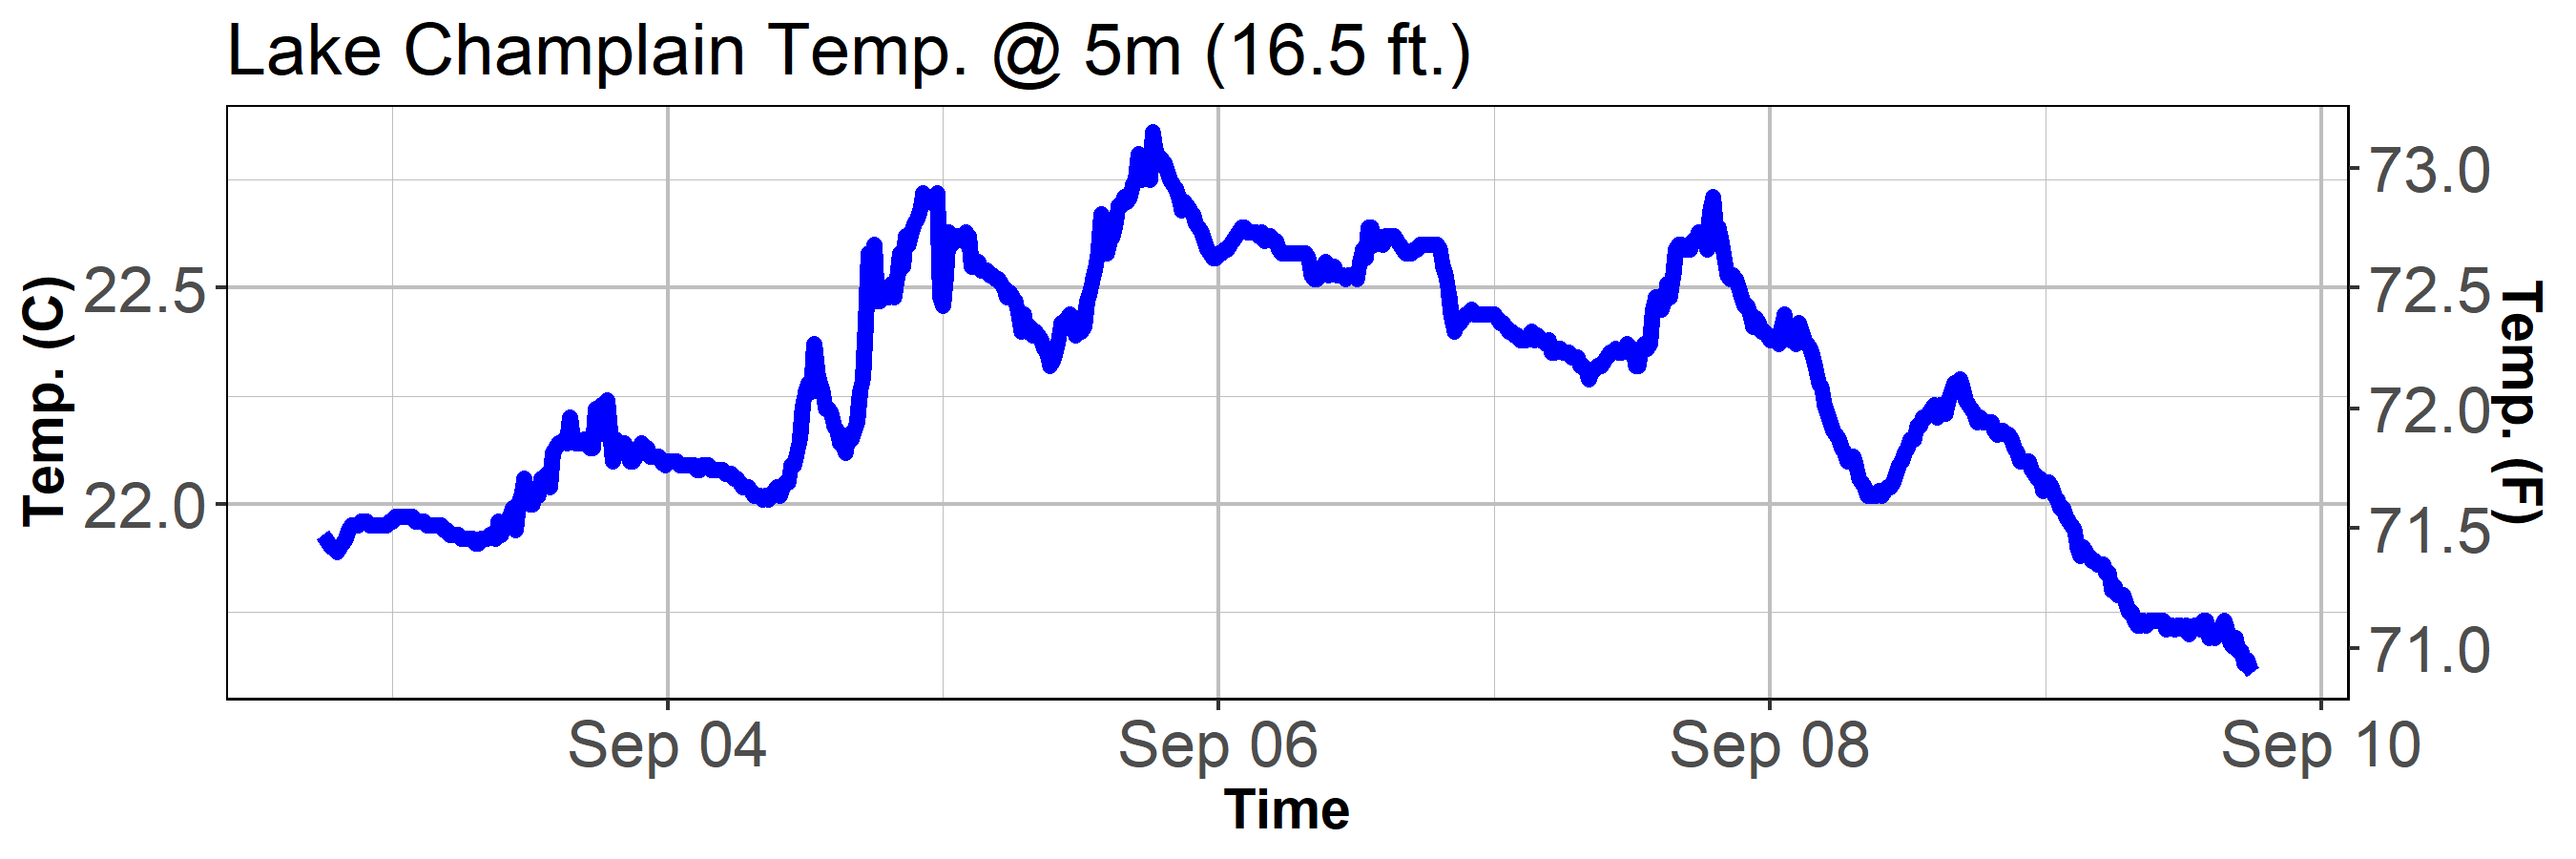 Lake Champlain Temp. @ 5m (16.5 ft.)
Temp. (C)
22.5
22.0
73.0
72.5
72.0
71.5
71.0
Temp. (F)
Sep 04 Sep 06 Sep 08 Sep 10
Time